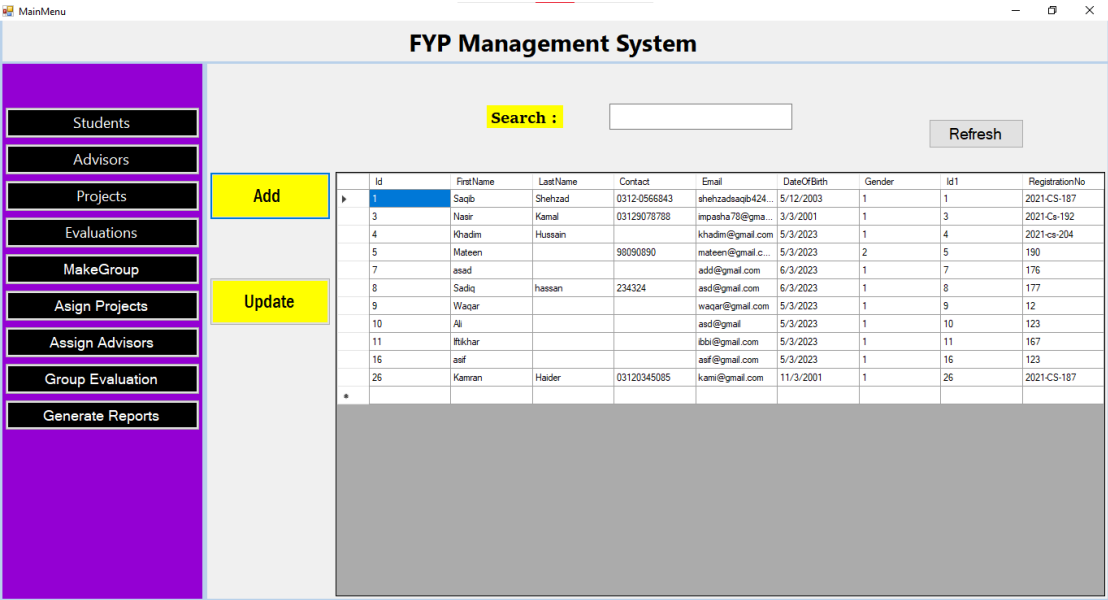 MainMenu
FYP Management System
Search :
Refresh
Students
Advisors
Projects
Evaluations
MakeGroup
Asign Projects
Assign Advisors
Group Evaluation
Generate Reports
Add
Update
Id FirstName LastName Contact Email DateOfBirth Gender Id1 RegistrationNo
1 Saqib Shehzad 0312-0566843 shehzadsaqib424... 5/12/2003 1 1 2021-CS-187
3 Nasir Kamal 03129078788 impasha78@gma... 3/3/2001 1 3 2021-Cs-192
4 Khadim Hussain khadim@gmail.com 5/3/2023 1 4 2021-cs-204
5 Mateen 98090890 mateen@gmail.c... 5/3/2023 2 5 190
7 asad add@gmail.com 6/3/2023 1 7 176
8 Sadiq hassan 234324 asd@gmail.com 6/3/2023 1 8 177
9 Waqar waqar@gmail.com 5/3/2023 1 9 12
10 Ali asd@gmail 5/3/2023 1 10 123
11 Iftikhar ibbi@gmail.com 5/3/2023 1 11 167
16 asif asif@gmail.com 5/3/2023 1 16 123
26 Kamran Haider 03120345085 kami@gmail.com 11/3/2001 1 26 2021-CS-187